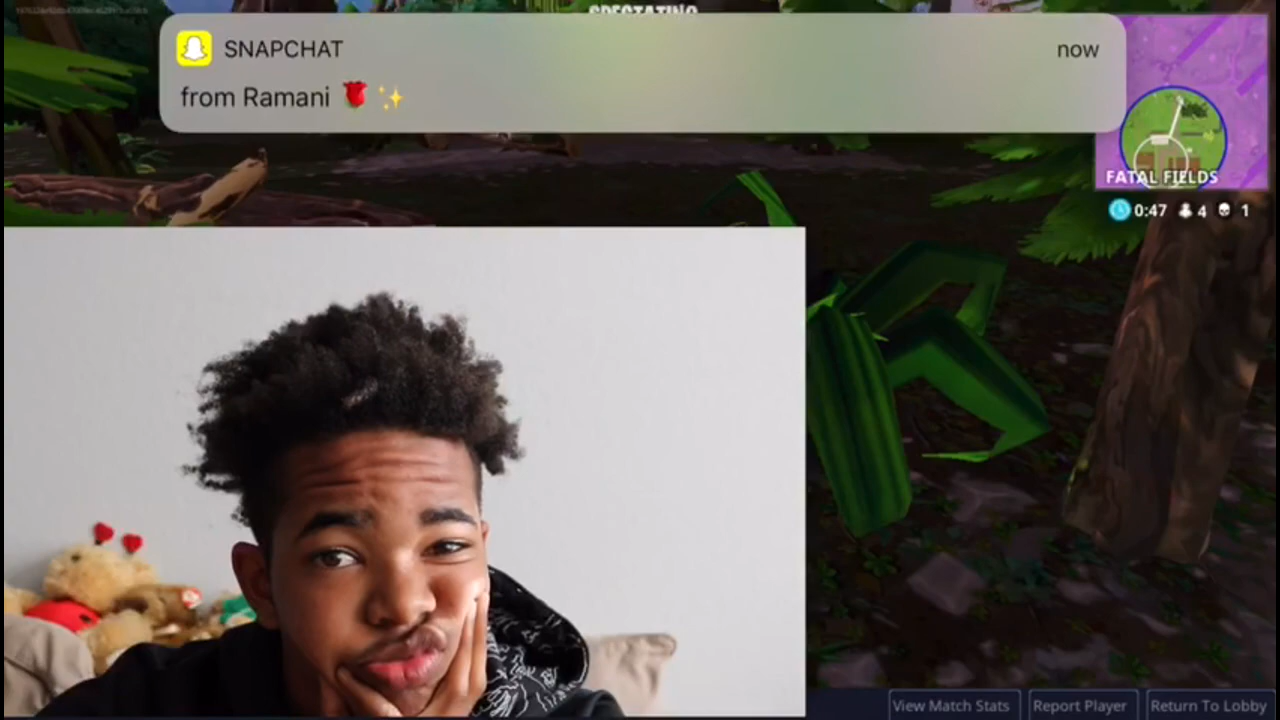 SPECTATING
SNAPCHAT
now
from Ramani 🌹 ✨
FATAL FIELDS
0:47 4 1
View Match Stats
Report Player
Return To Lobby